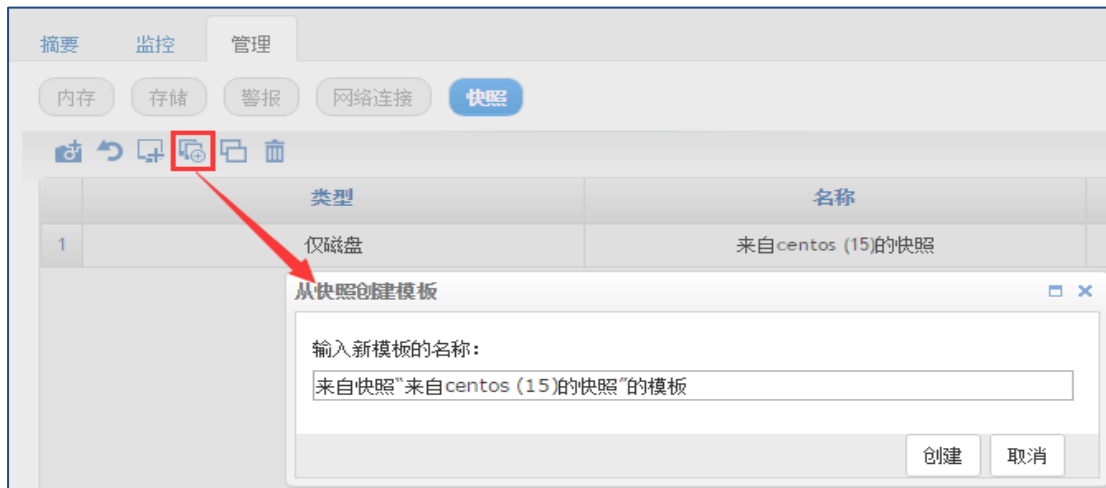 摘要 监控 管理
内存 存储 警报 网络连接 快照
类型 名称
1 仅磁盘 来自centos (15)的快照
从快照创建模板
输入新模板的名称:
来自快照“来自centos (15)的快照”的模板
创建 取消